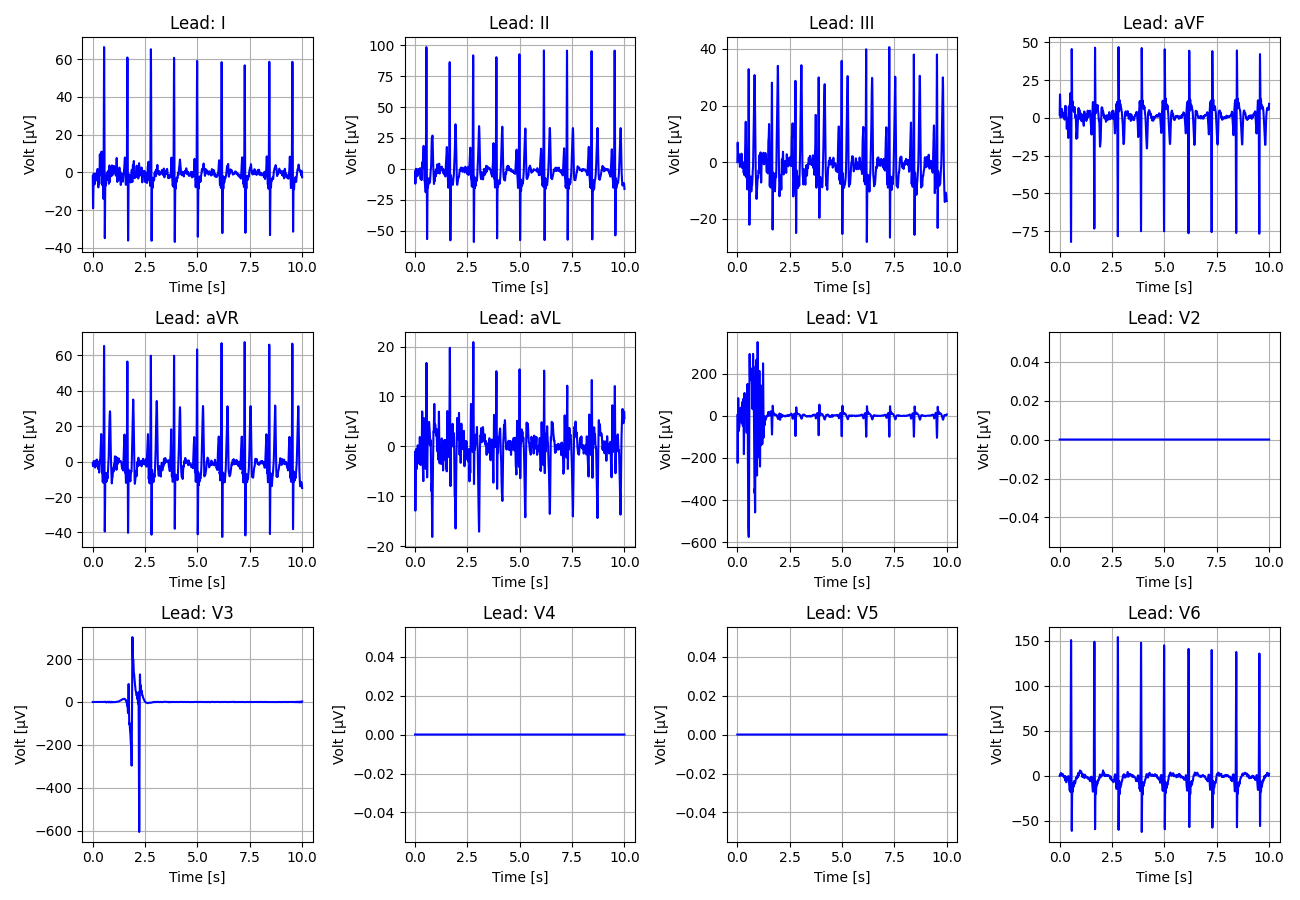 Lead: I
Lead: II
Lead: III
Lead: aVF
Volt [µV]
60
40
20
0
−20
−40
0.0 2.5 5.0 7.5 10.0
Time [s]
Volt [µV]
100
75
50
25
0
−25
−50
0.0 2.5 5.0 7.5 10.0
Time [s]
Volt [µV]
40
20
0
−20
0.0 2.5 5.0 7.5 10.0
Time [s]
Volt [µV]
50
25
0
−25
−50
−75
0.0 2.5 5.0 7.5 10.0
Time [s]
Lead: aVR
Lead: aVL
Lead: V1
Lead: V2
Volt [µV]
60
40
20
0
−20
−40
0.0 2.5 5.0 7.5 10.0
Time [s]
Volt [µV]
20
10
0
−10
−20
0.0 2.5 5.0 7.5 10.0
Time [s]
Volt [µV]
200
0
−200
−400
−600
0.0 2.5 5.0 7.5 10.0
Time [s]
Volt [µV]
0.04
0.02
0.00
−0.02
−0.04
0.0 2.5 5.0 7.5 10.0
Time [s]
Lead: V3
Lead: V4
Lead: V5
Lead: V6
Volt [µV]
200
0
−200
−400
−600
0.0 2.5 5.0 7.5 10.0
Time [s]
Volt [µV]
0.04
0.02
0.00
−0.02
−0.04
0.0 2.5 5.0 7.5 10.0
Time [s]
Volt [µV]
0.04
0.02
0.00
−0.02
−0.04
0.0 2.5 5.0 7.5 10.0
Time [s]
Volt [µV]
150
100
50
0
−50
0.0 2.5 5.0 7.5 10.0
Time [s]